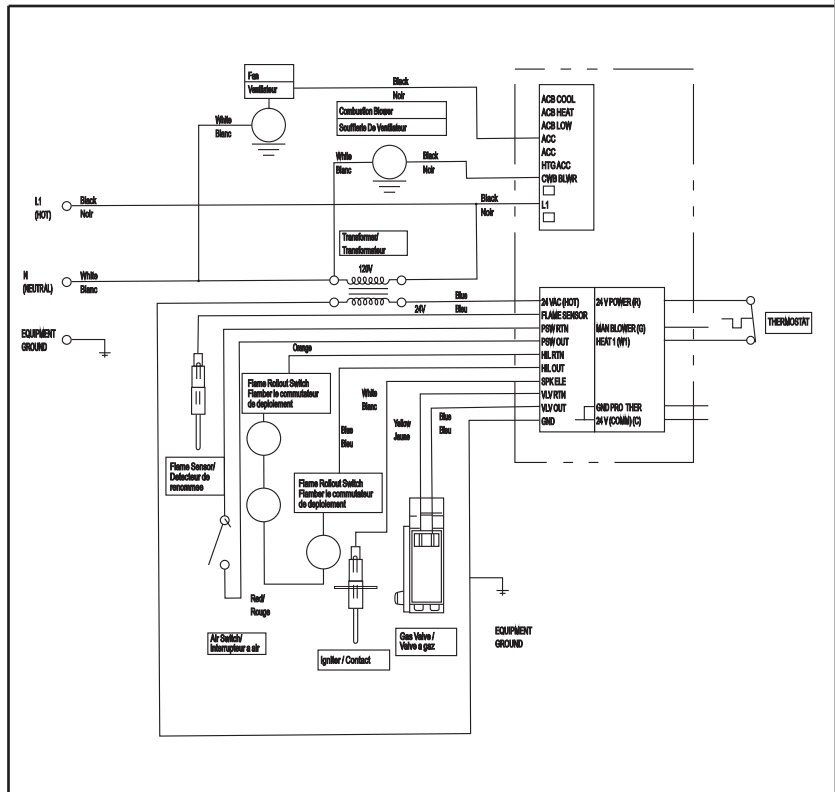 Fan
Ventilateur
Black
Noir
White
Blanc
Combustion Blower
Soufflerie De Ventilateur
White
Blanc
Black
Noir
ACB COOL
ACB HEAT
ACB LOW
ACC
ACC
HTG ACC
CWB BLWR
L1
L1
(HOT)
Black
Noir
Black
Noir
Transformer/
Transformateur
120V
N
(NEUTRAL)
White
Blanc
24V
Blue
Bleu
EQUIPMENT
GROUND
24 VAC (HOT)
FLAME SENSOR
PSW RTN
PSW OUT
HIL RTN
HIL OUT
SPK ELE
VLV RTN
VLV OUT
GND
24 V POWER (R)
MAN BLOWER (G)
HEAT 1 (W1)
GND PRO THER
24 V (COMM) (C)
THERMOSTAT
Orange
Flame Rollout Switch
Flamber le commutateur
de deploiement
White
Blanc
Yellow
Jaune
Blue
Bleu
Blue
Bleu
Flame Sensor/
Detecteur de
renommee
Flame Rollout Switch
Flamber le commutateur
de deploiement
Red/
Rouge
Air Switch/
Interrupteur a air
Igniter / Contact
Gas Valve /
Valve a gaz
EQUIPMENT
GROUND